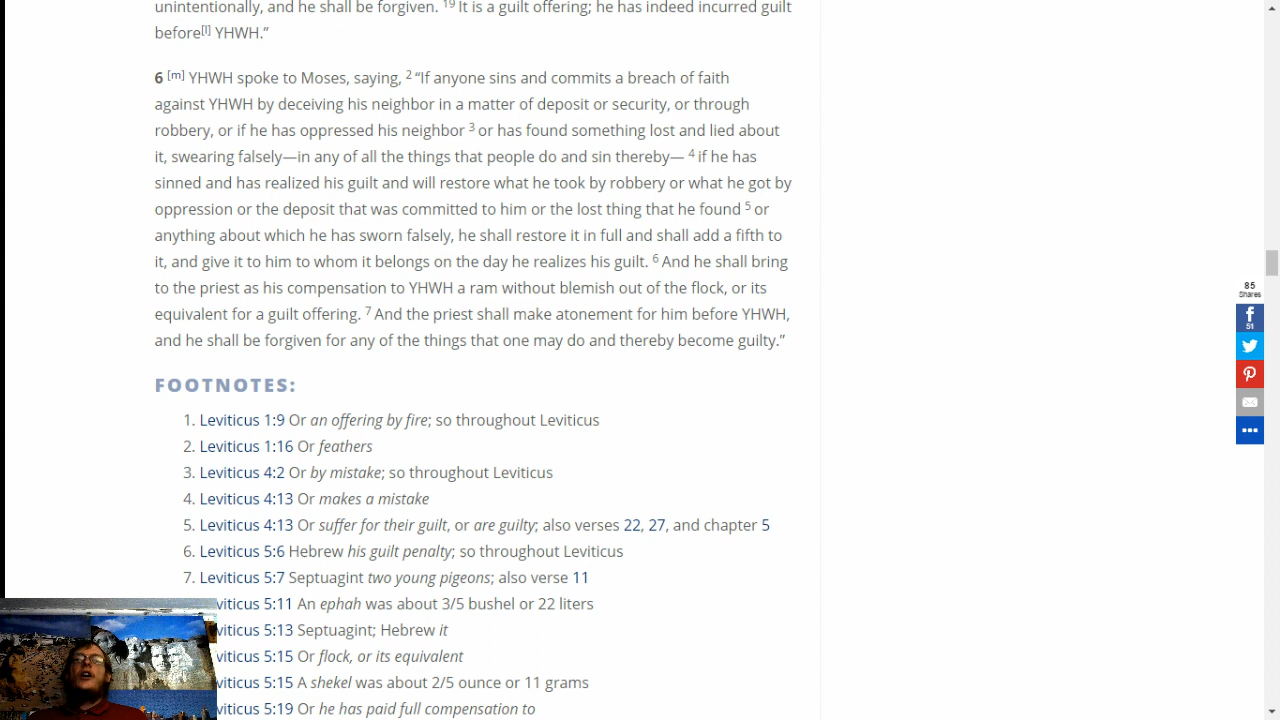 unintentionally, and he shall be forgiven. 19 It is a guilt offering; he has indeed incurred guilt
before[l] YHWH.”
6 [m] YHWH spoke to Moses, saying, 2 “If anyone sins and commits a breach of faith
against YHWH by deceiving his neighbor in a matter of deposit or security, or through
robbery, or if he has oppressed his neighbor 3 or has found something lost and lied about
it, swearing falsely—in any of all the things that people do and sin thereby— 4 if he has
sinned and has realized his guilt and will restore what he took by robbery or what he got by
oppression or the deposit that was committed to him or the lost thing that he found 5 or
anything about which he has sworn falsely, he shall restore it in full and shall add a fifth to
it, and give it to him to whom it belongs on the day he realizes his guilt. 6 And he shall bring
to the priest as his compensation to YHWH a ram without blemish out of the flock, or its
equivalent for a guilt offering. 7 And the priest shall make atonement for him before YHWH,
and he shall be forgiven for any of the things that one may do and thereby become guilty.”
FOOTNOTES:
1. Leviticus 1:9 Or an offering by fire; so throughout Leviticus
2. Leviticus 1:16 Or feathers
3. Leviticus 4:2 Or by mistake; so throughout Leviticus
4. Leviticus 4:13 Or makes a mistake
5. Leviticus 4:13 Or suffer for their guilt, or are guilty; also verses 22, 27, and chapter 5
6. Leviticus 5:6 Hebrew his guilt penalty; so throughout Leviticus
7. Leviticus 5:7 Septuagint two young pigeons; also verse 11
viticus 5:11 An ephah was about 3/5 bushel or 22 liters
viticus 5:13 Septuagint; Hebrew it
viticus 5:15 Or flock, or its equivalent
viticus 5:15 A shekel was about 2/5 ounce or 11 grams
viticus 5:19 Or he has paid full compensation to
85
Shares
51